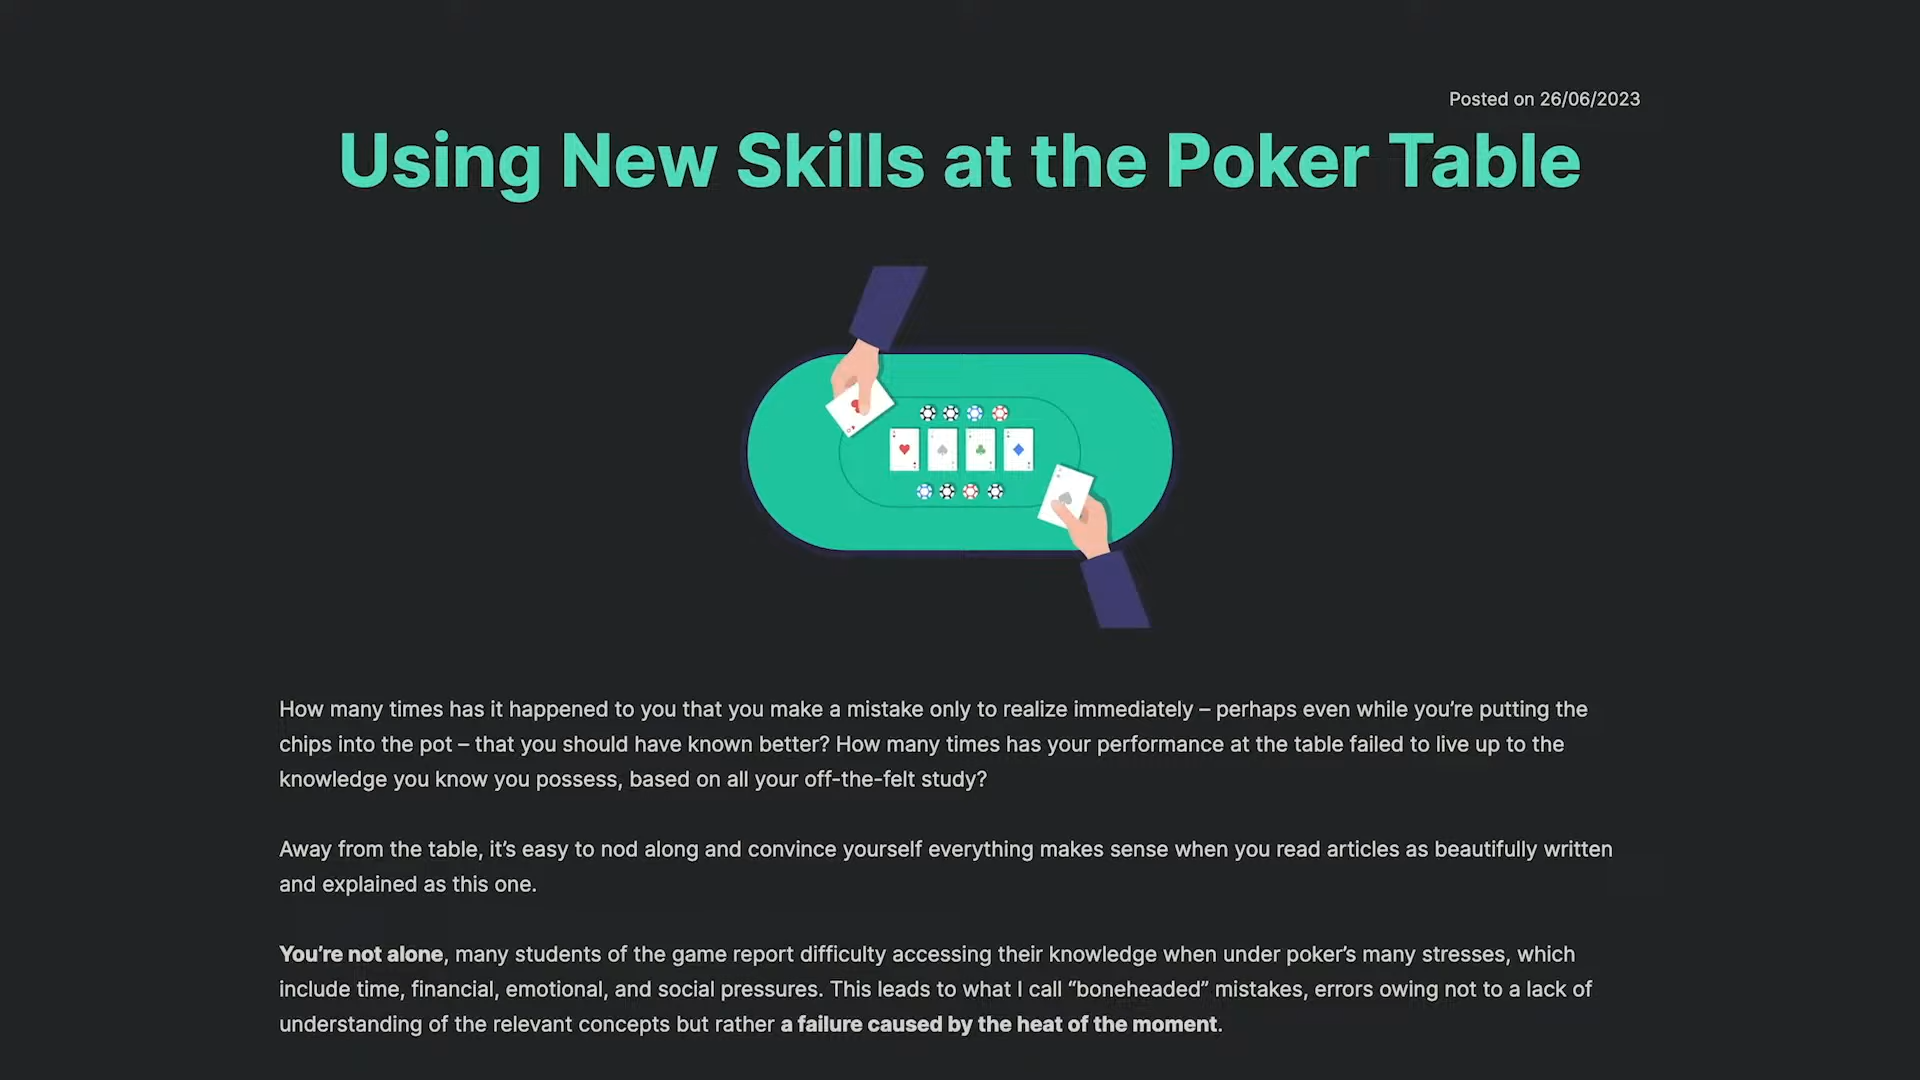 Posted on 26/06/2023
Using New Skills at the Poker Table
How many times has it happened to you that you make a mistake only to realize immediately – perhaps even while you’re putting the
chips into the pot – that you should have known better? How many times has your performance at the table failed to live up to the
knowledge you know you possess, based on all your off-the-felt study?
Away from the table, it’s easy to nod along and convince yourself everything makes sense when you read articles as beautifully written
and explained as this one.
You’re not alone, many students of the game report difficulty accessing their knowledge when under poker’s many stresses, which
include time, financial, emotional, and social pressures. This leads to what I call “boneheaded” mistakes, errors owing not to a lack of
understanding of the relevant concepts but rather a failure caused by the heat of the moment.